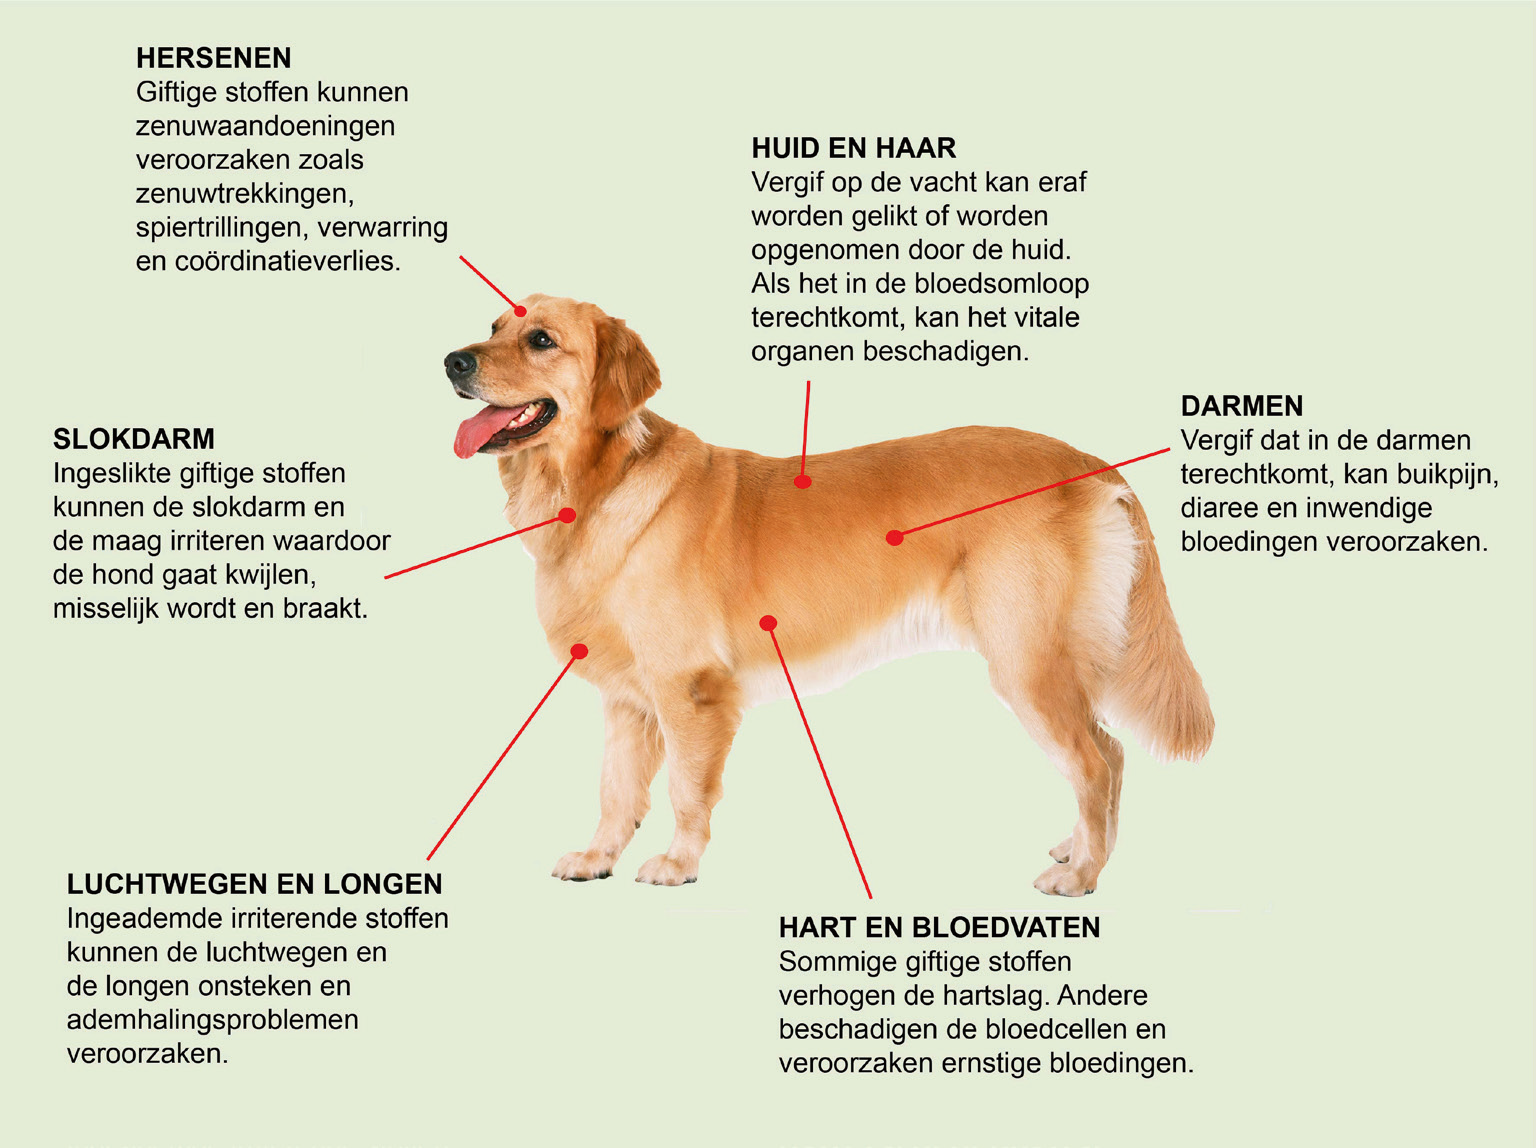 HERSENEN
Giftige stoffen kunnen
zenuwaandoeningen
veroorzaken zoals
zenuwtrekkingen,
spiertrillingen, verwarring
en coördinatieverlies.
HUID EN HAAR
Vergif op de vacht kan eraf
worden gelikt of worden
opgenomen door de huid.
Als het in de bloedsomloop
terechtkomt, kan het vitale
organen beschadigen.
DARMEN
Vergif dat in de darmen
terechtkomt, kan buikpijn,
diaree en inwendige
bloedingen veroorzaken.
SLOKDARM
Ingeslikte giftige stoffen
kunnen de slokdarm en
de maag irriteren waardoor
de hond gaat kwijlen,
misselijk wordt en braakt.
LUCHTWEGEN EN LONGEN
Ingeademde irriterende stoffen
kunnen de luchtwegen en
de longen onsteken en
ademhalingsproblemen
veroorzaken.
HART EN BLOEDVATEN
Sommige giftige stoffen
verhogen de hartslag. Andere
beschadigen de bloedcellen en
veroorzaken ernstige bloedingen.